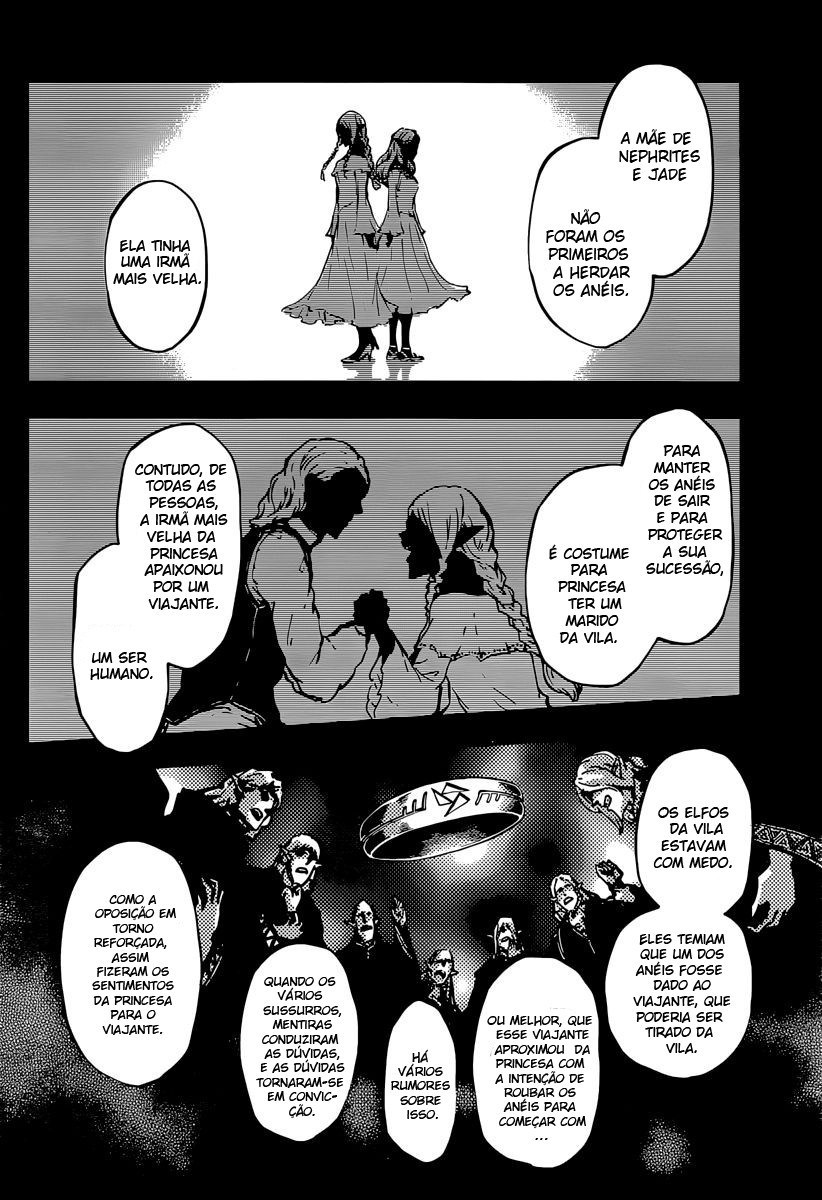 A MÃE DE
NEPHRITES
E JADE
NÃO
FORAM OS
PRIMEIROS
A HERDAR
OS ANÉIS.
ELA TINHA
UMA IRMÃ
MAIS VELHA.
PARA
MANTER
OS ANÉIS
DE SAIR
E PARA
PROTEGER
A SUA
SUCESSÃO,
É COSTUME
PARA
PRINCESA
TER UM
MARIDO
DA VILA.
CONTUDO, DE
TODAS AS
PESSOAS,
A IRMÃ MAIS
VELHA DA
PRINCESA
APAIXONOU
POR UM
VIAJANTE.
UM SER
HUMANO.
OS ELFOS
DA VILA
ESTAVAM
COM MEDO.
ELES TEMIAM
QUE UM DOS
ANÉIS FOSSE
DADO AO
VIAJANTE, QUE
PODERIA SER
TIRADO DA
VILA.
OU MELHOR, QUE
ESSE VIAJANTE
APROXIMOU DA
PRINCESA COM
A INTENÇÃO DE
ROUBAR OS
ANÉIS PARA
COMEÇAR COM
...
HÁ
VÁRIOS
RUMORES
SOBRE
ISSO.
QUANDO OS
VÁRIOS
SUSSURROS,
MENTIRAS
CONDUZIRAM
AS DÚVIDAS,
E AS DÚVIDAS
TORNARAM-SE
EM CONVIC-
ÇÃO.
COMO A
OPOSIÇÃO EM
TORNO
REFORÇADA,
ASSIM
FIZERAM OS
SENTIMENTOS
DA PRINCESA
PARA O
VIAJANTE.